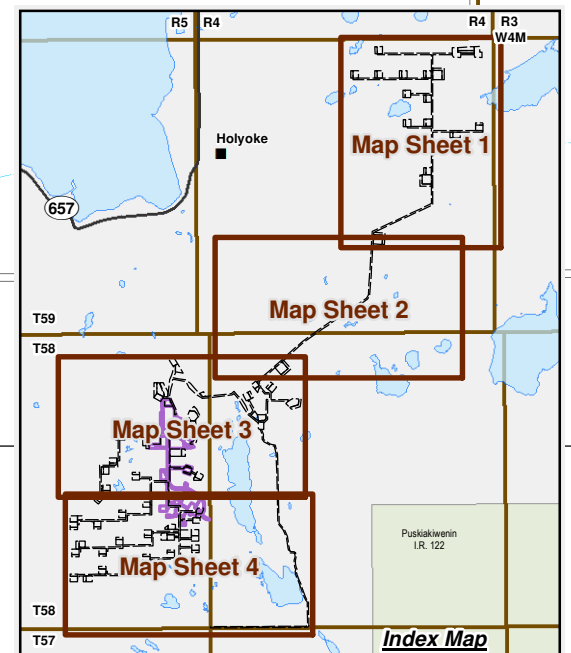 R5 R4
R4 R3
W4M
Holyoke
Map Sheet 1
657
Map Sheet 2
T59
T58
Map Sheet 3
Puskiakiwenin
I.R. 122
Map Sheet 4
T58
T57
Index Map